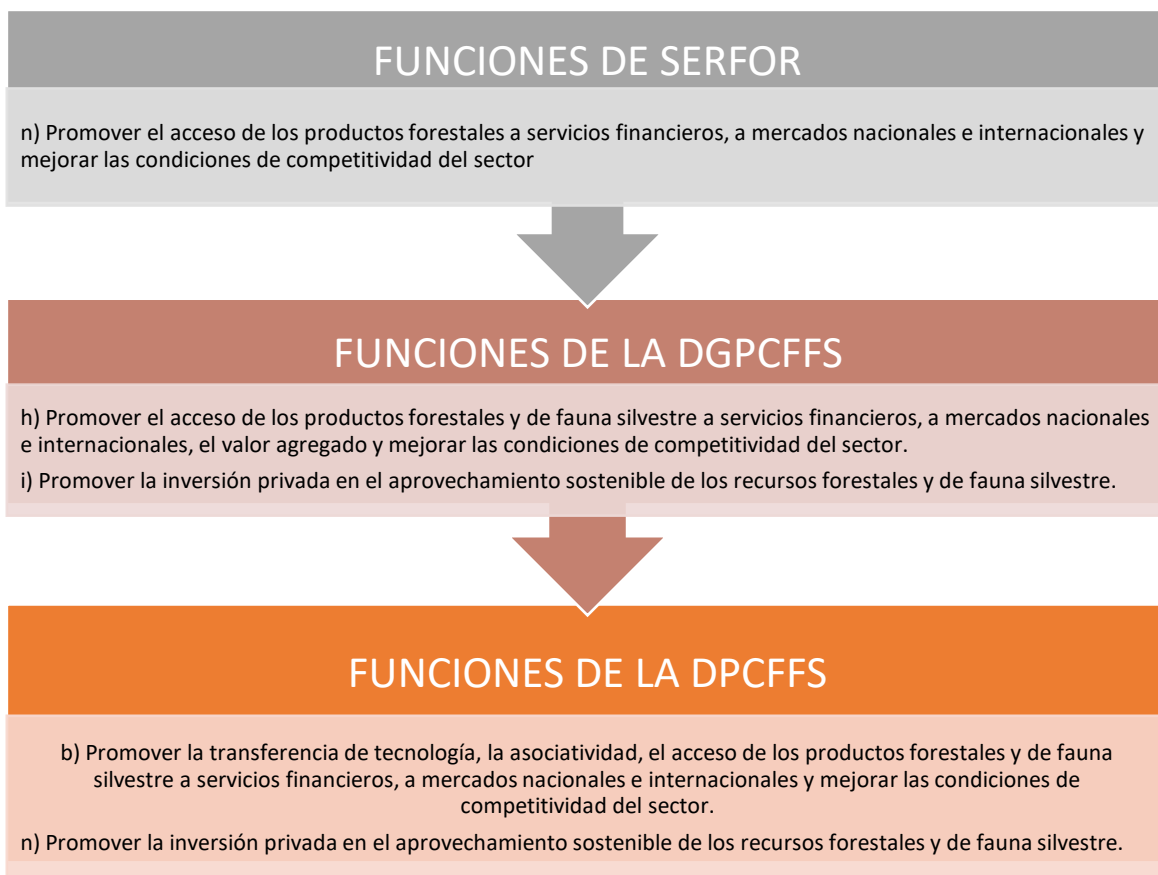 FUNCIONES DE SERFOR
n) Promover el acceso de los productos forestales a servicios financieros, a mercados nacionales e internacionales y
mejorar las condiciones de competitividad del sector
FUNCIONES DE LA DGPCFFS
h) Promover el acceso de los productos forestales y de fauna silvestre a servicios financieros, a mercados nacionales
e internacionales, el valor agregado y mejorar las condiciones de competitividad del sector.
i) Promover la inversión privada en el aprovechamiento sostenible de los recursos forestales y de fauna silvestre.
FUNCIONES DE LA DPCFFS
b) Promover la transferencia de tecnología, la asociatividad, el acceso de los productos forestales y de fauna
silvestre a servicios financieros, a mercados nacionales e internacionales y mejorar las condiciones de
competitividad del sector.
n) Promover la inversión privada en el aprovechamiento sostenible de los recursos forestales y de fauna silvestre.